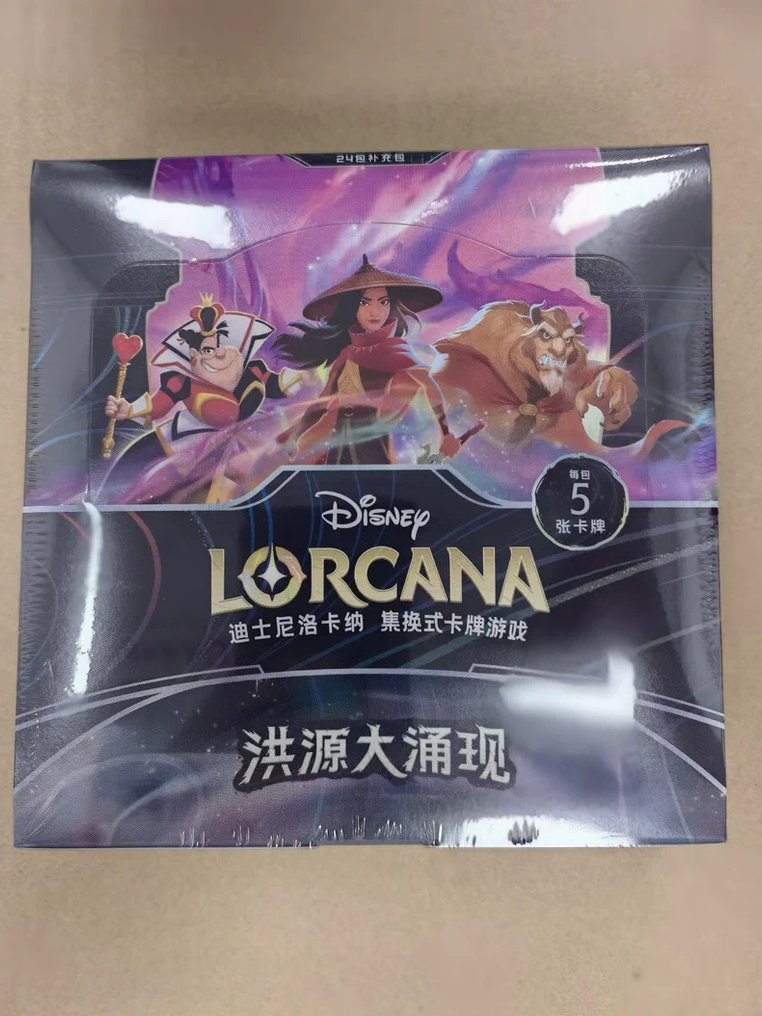 24包补充包
每包
5
张卡牌
Disney
LORCANA
迪士尼洛卡纳 集换式卡牌游戏
洪源大涌现